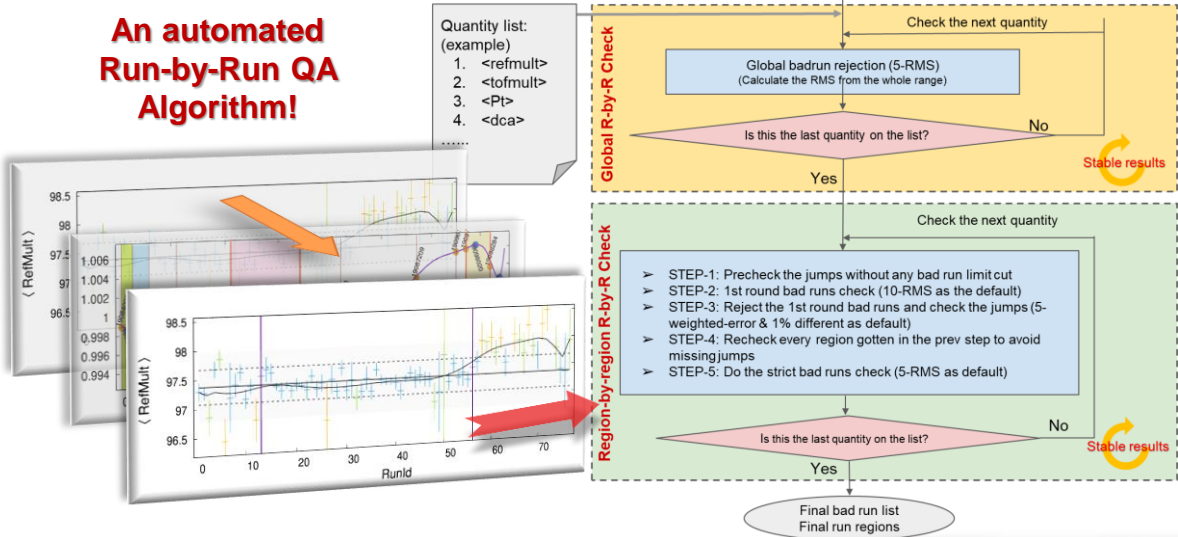 An automated
Run-by-Run QA
Algorithm!
Quantity list:
(example)
1. <refmult>
2. <tofmult>
3. <Pt>
4. <dca>
......
Global R-by-R Check
Check the next quantity
Global badrun rejection (5-RMS)
(Calculate the RMS from the whole range)
Is this the last quantity on the list?
No
Stable results
Yes
Region-by-region R-by-R Check
Check the next quantity
➢ STEP-1: Precheck the jumps without any bad run limit cut
➢ STEP-2: 1st round bad runs check (10-RMS as the default)
➢ STEP-3: Reject the 1st round bad runs and check the jumps (5-
weighted-error & 1% different as default)
➢ STEP-4: Recheck every region gotten in the prev step to avoid
missing jumps
➢ STEP-5: Do the strict bad runs check (5-RMS as default)
Is this the last quantity on the list?
No
Stable results
Yes
Final bad run list
Final run regions
98.5
98
97.5
97
96.5
⟨ RefMult ⟩
1.006
1.004
1.002
1
0.998
0.996
0.994
98.5
98
97.5
97
96.5
⟨ RefMult ⟩
0 10 20 30 40 50 60 70
RunId